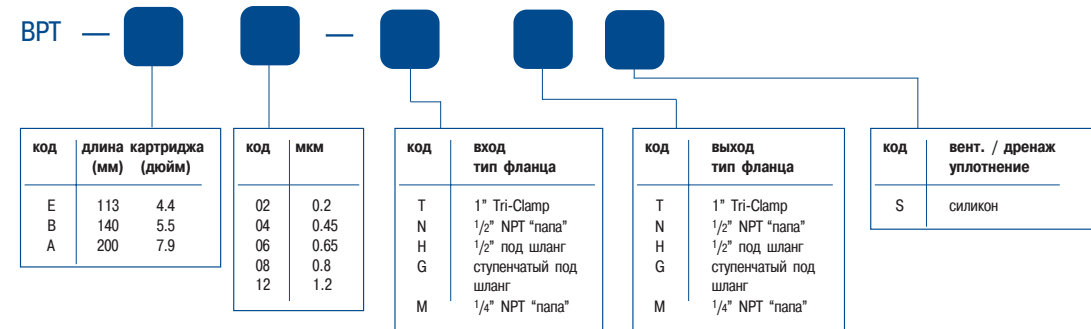 ВРТ — —
код длина картриджа
(мм) (дюйм)
E 113 4.4
B 140 5.5
A 200 7.9
код мкм
02 0.2
04 0.45
06 0.65
08 0.8
12 1.2
код вход
тип фланца
T 1” Tri-Clamp
N 1/2” NPT “папа”
H 1/2” под шланг
G ступенчатый под
шланг
M 1/4” NPT “папа”
код выход
тип фланца
T 1” Tri-Clamp
N 1/2” NPT “папа”
H 1/2” под шланг
G ступенчатый под
шланг
M 1/4” NPT “папа”
код вент. / дренаж
уплотнение
S силикон